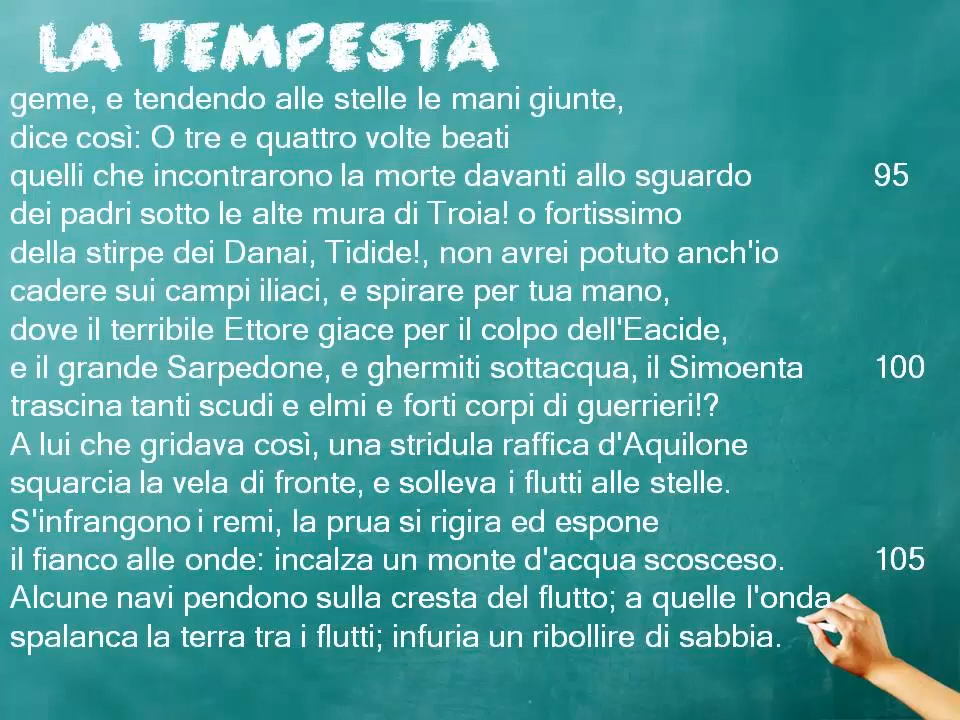 LA TEMPESTA
geme, e tendendo alle stelle le mani giunte,
dice così: O tre e quattro volte beati
quelli che incontrarono la morte davanti allo sguardo 95
dei padri sotto le alte mura di Troia! o fortissimo
della stirpe dei Danai, Tidide!, non avrei potuto anch'io
cadere sui campi iliaci, e spirare per tua mano,
dove il terribile Ettore giace per il colpo dell'Eacide,
e il grande Sarpedone, e ghermiti sottacqua, il Simoenta 100
trascina tanti scudi e elmi e forti corpi di guerrieri!?
A lui che gridava così, una stridula raffica d'Aquilone
squarcia la vela di fronte, e solleva i flutti alle stelle.
S'infrangono i remi, la prua si rigira ed espone
il fianco alle onde: incalza un monte d'acqua scosceso. 105
Alcune navi pendono sulla cresta del flutto; a quelle l'onda
spalanca la terra tra i flutti; infuria un ribollire di sabbia.